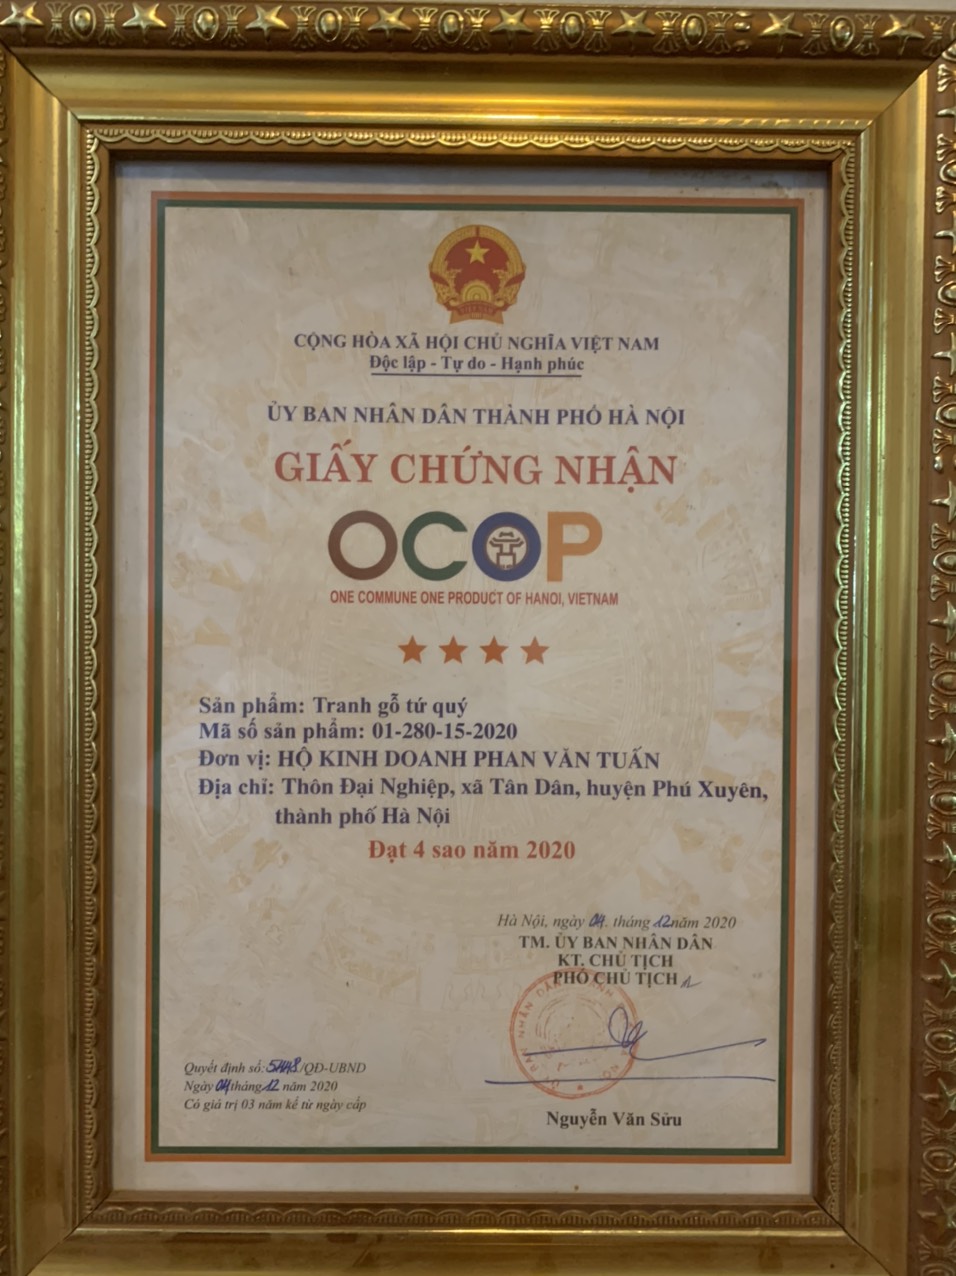 CỘNG HÒA XÃ HỘI CHỦ NGHĨA VIỆT NAM
Độc lập - Tự do - Hạnh phúc
ỦY BAN NHÂN DÂN THÀNH PHỐ HÀ NỘI
GIẤY CHỨNG NHẬN
OCOP
ONE COMMUNE ONE PRODUCT OF HANOI, VIETNAM
Sản phẩm: Tranh gỗ tứ quý
Mã số sản phẩm: 01-280-15-2020
Đơn vị: HỘ KINH DOANH PHAN VĂN TUẤN
Địa chỉ: Thôn Đại Nghiệp, xã Tân Dân, huyện Phú Xuyên,
thành phố Hà Nội
Đạt 4 sao năm 2020
Hà Nội, ngày 04. tháng 12 năm 2020
TM. ỦY BAN NHÂN DÂN
KT. CHỦ TỊCH
PHÓ CHỦ TỊCH
Quyết định số: /QĐ-UBND
Ngày 04 tháng 12 năm 2020
Có giá trị 03 năm kể từ ngày cấp
Nguyễn Văn Sửu